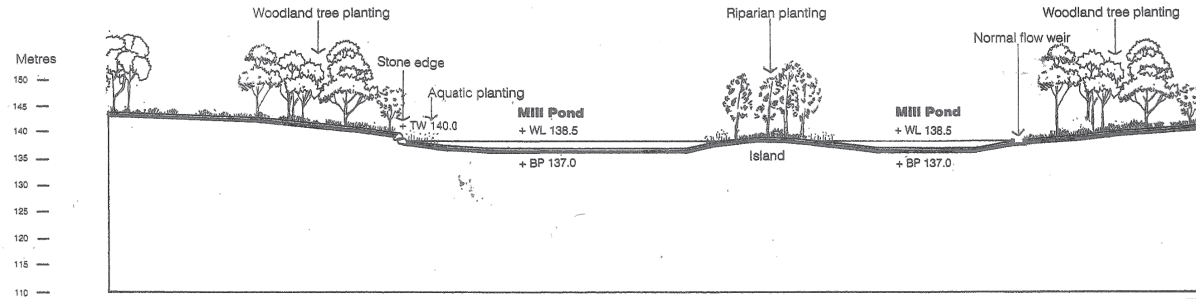 Woodland tree planting
Riparian planting
Woodland tree planting
Normal flow weir
Metres
Stone edge
150
Aquatic planting
145
Mill Pond
Mill Pond
+ TW 140.0
140
+ WL 138.5
+ WL 138.5
135
Island
+ BP 137.0
+ BP 137.0
130
125
120
115
110